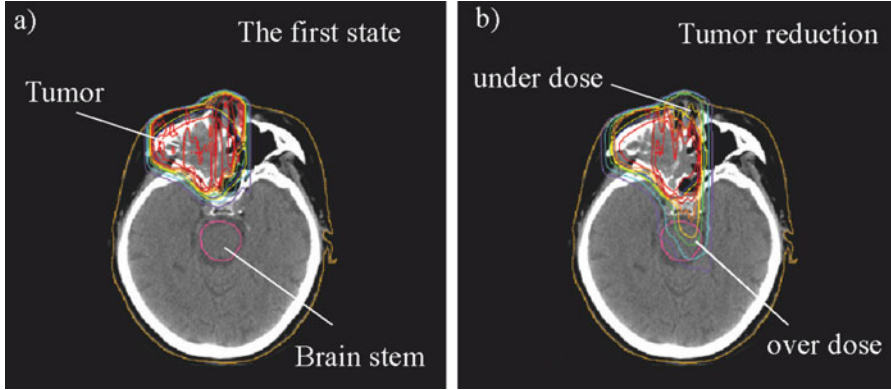 a)
The first state
Tumor
Brain stem
b)
Tumor reduction
under dose
over dose